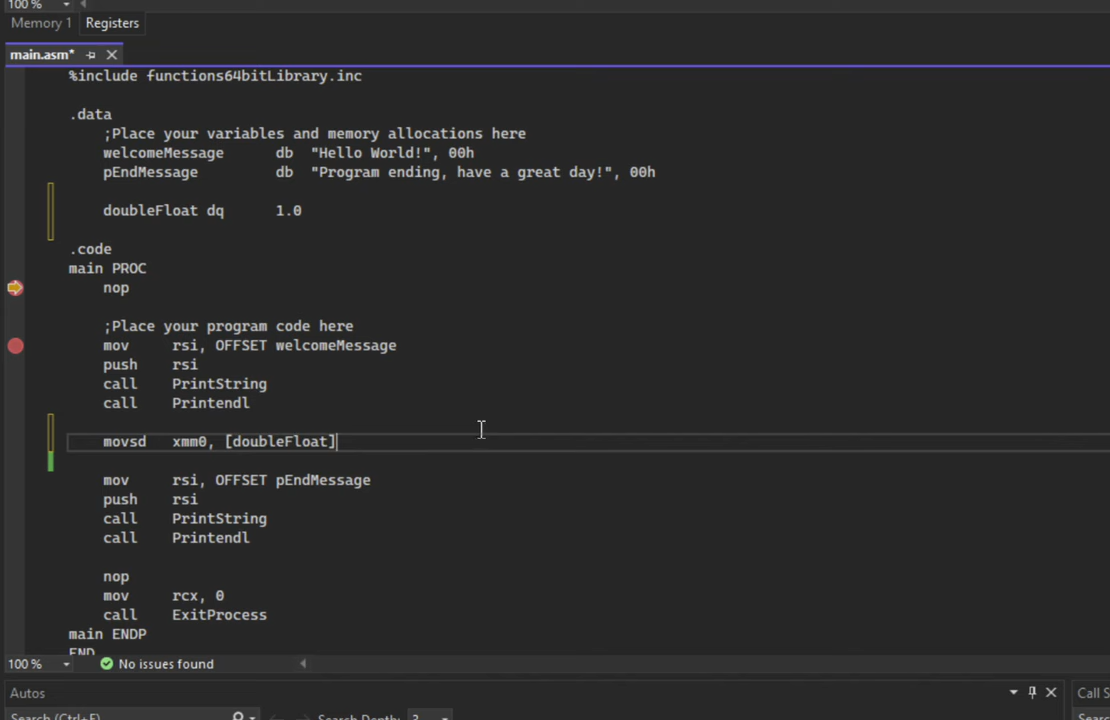 100 %
Memory 1 Registers
main.asm*
%include functions64bitLibrary.inc
.data
;Place your variables and memory allocations here
welcomeMessage db "Hello World!", 00h
pEndMessage db "Program ending, have a great day!", 00h
doubleFloat dq 1.0
.code
main PROC
nop
;Place your program code here
mov rsi, OFFSET welcomeMessage
push rsi
call PrintString
call Printendl
movsd xmm0, [doubleFloat]
mov rsi, OFFSET pEndMessage
push rsi
call PrintString
call Printendl
nop
mov rcx, 0
call ExitProcess
main ENDP
END
100 % No issues found
Autos Call S
Search (Ctrl+E) Search Depth: 3 Searc